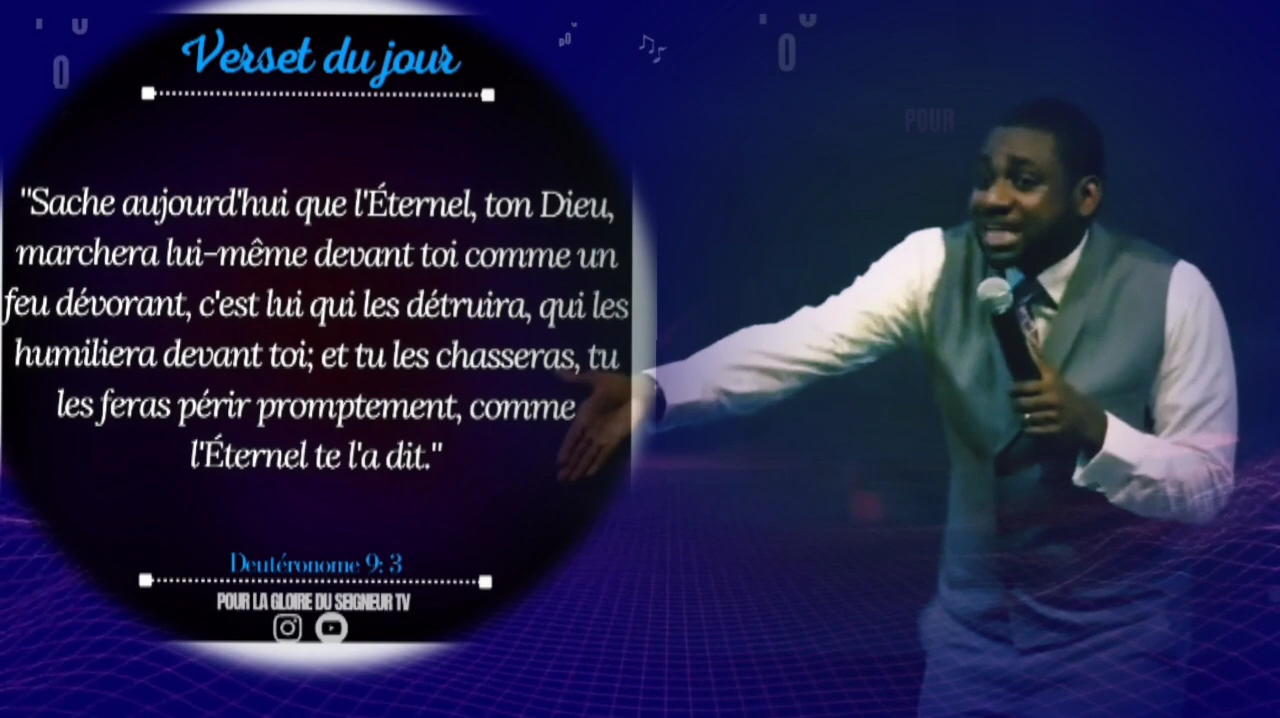 Verset du jour
"Sache aujourd'hui que l'Éternel, ton Dieu,
marchera lui-même devant toi comme un
feu dévorant, c'est lui qui les détruira, qui les
humiliera devant toi; et tu les chasseras, tu
les feras périr promptement, comme
l'Éternel te l'a dit."
Deutéronome 9: 3
POUR LA GLOIRE DU SEIGNEUR TV
POUR